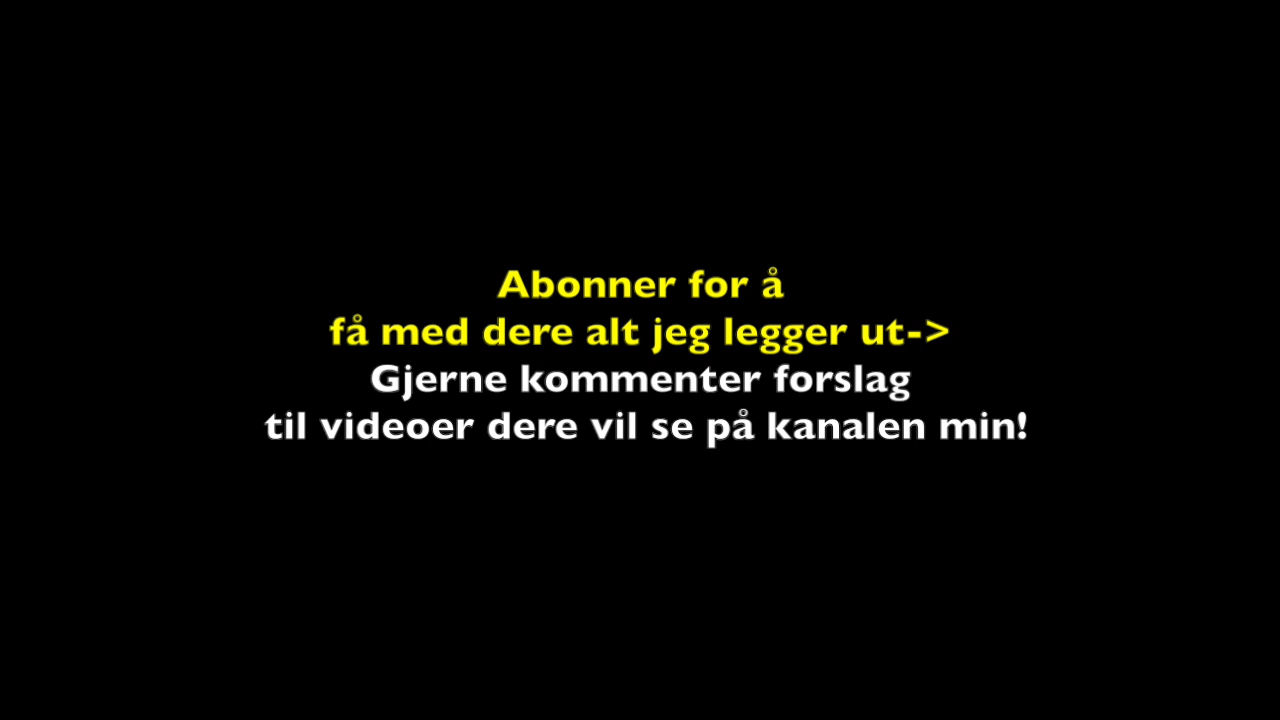 Abonner for å
få med dere alt jeg legger ut->
Gjerne kommenter forslag
til videoer dere vil se på kanalen min!